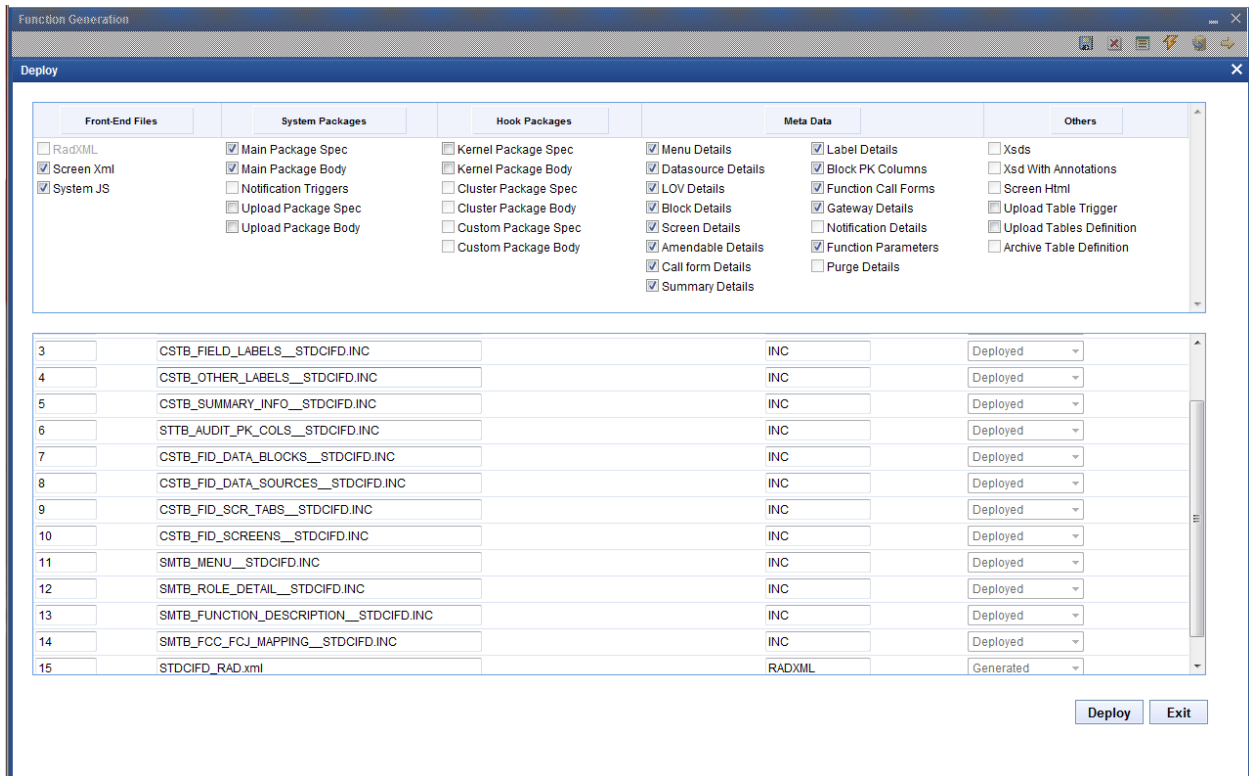 Function Generation
Deploy
Front-End Files System Packages Hook Packages Meta Data Others
RadXML Main Package Spec Kernel Package Spec Menu Details Label Details Xsds
Screen Xml Main Package Body Kernel Package Body Datasource Details Block PK Columns Xsd With Annotations
System JS Notification Triggers Cluster Package Spec LOV Details Function Call Forms Screen Html
Upload Package Spec Cluster Package Body Block Details Gateway Details Upload Table Trigger
Upload Package Body Custom Package Spec Screen Details Notification Details Upload Tables Definition
Custom Package Body Amendable Details Function Parameters Archive Table Definition
Call form Details Purge Details
Summary Details
3 CSTB_FIELD_LABELS__STDCIFD.INC INC Deployed
4 CSTB_OTHER_LABELS__STDCIFD.INC INC Deployed
5 CSTB_SUMMARY_INFO__STDCIFD.INC INC Deployed
6 STTB_AUDIT_PK_COLS__STDCIFD.INC INC Deployed
7 CSTB_FID_DATA_BLOCKS__STDCIFD.INC INC Deployed
8 CSTB_FID_DATA_SOURCES__STDCIFD.INC INC Deployed
9 CSTB_FID_SCR_TABS__STDCIFD.INC INC Deployed
10 CSTB_FID_SCREENS__STDCIFD.INC INC Deployed
11 SMTB_MENU__STDCIFD.INC INC Deployed
12 SMTB_ROLE_DETAIL__STDCIFD.INC INC Deployed
13 SMTB_FUNCTION_DESCRIPTION__STDCIFD.INC INC Deployed
14 SMTB_FCC_FCJ_MAPPING__STDCIFD.INC INC Deployed
15 STDCIFD_RAD.xml RADXML Generated
Deploy Exit